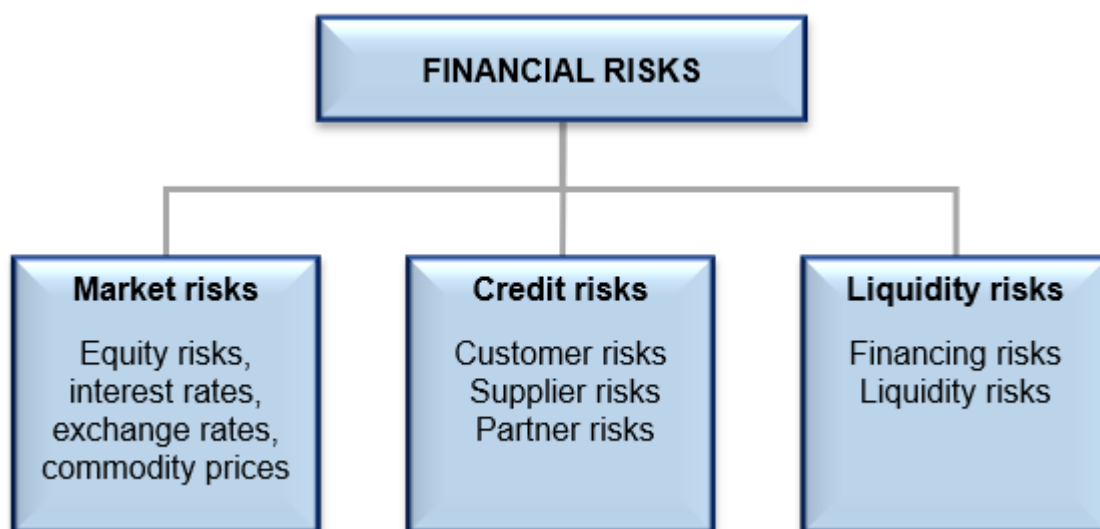 FINANCIAL RISKS
Market risks
Equity risks,
interest rates,
exchange rates,
commodity prices
Credit risks
Customer risks
Supplier risks
Partner risks
Liquidity risks
Financing risks
Liquidity risks